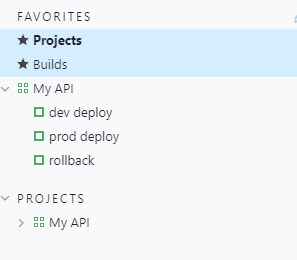 FAVORITES
Projects
Builds
My API
dev deploy
prod deploy
rollback
PROJECTS
My API